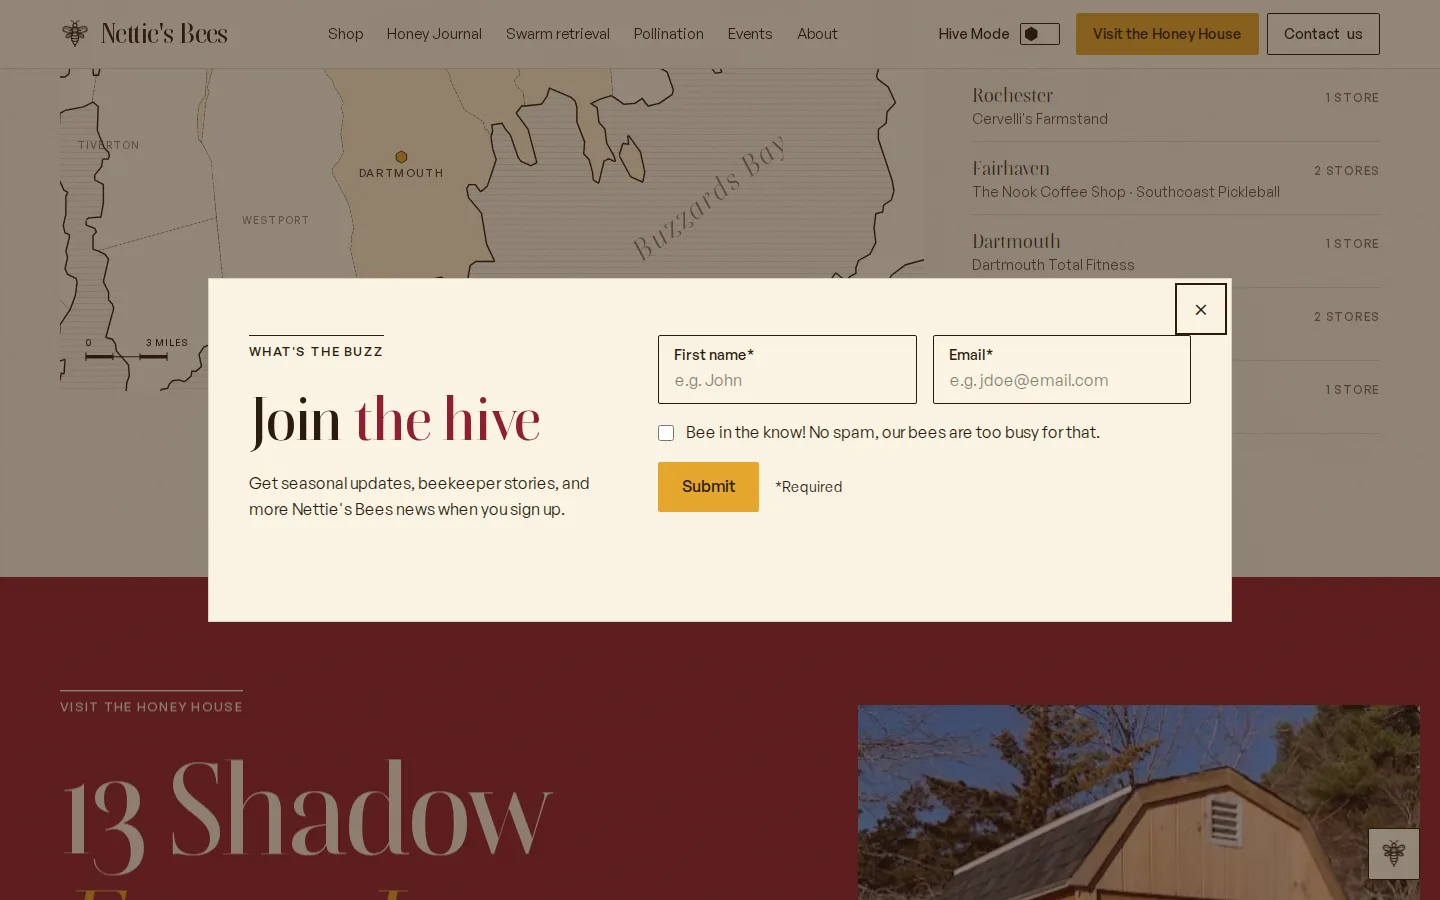 Nettie's Bees
Shop
Honey Journal
Swarm retrieval
Pollination
Events
About
Hive Mode
Visit the Honey House
Contact us
TIVERTON
DARTMOUTH
WESTPORT
Buzzards Bay
0
3 MILES
Rochester
1 STORE
Cervelli's Farmstand
Fairhaven
2 STORES
The Nook Coffee Shop · Southcoast Pickleball
Dartmouth
1 STORE
Dartmouth Total Fitness
2 STORES
1 STORE
×
WHAT'S THE BUZZ
Join the hive
Get seasonal updates, beekeeper stories, and
more Nettie's Bees news when you sign up.
First name*
e.g. John
Email*
e.g. jdoe@email.com
Bee in the know! No spam, our bees are too busy for that.
Submit
*Required
VISIT THE HONEY HOUSE
13 Shadow